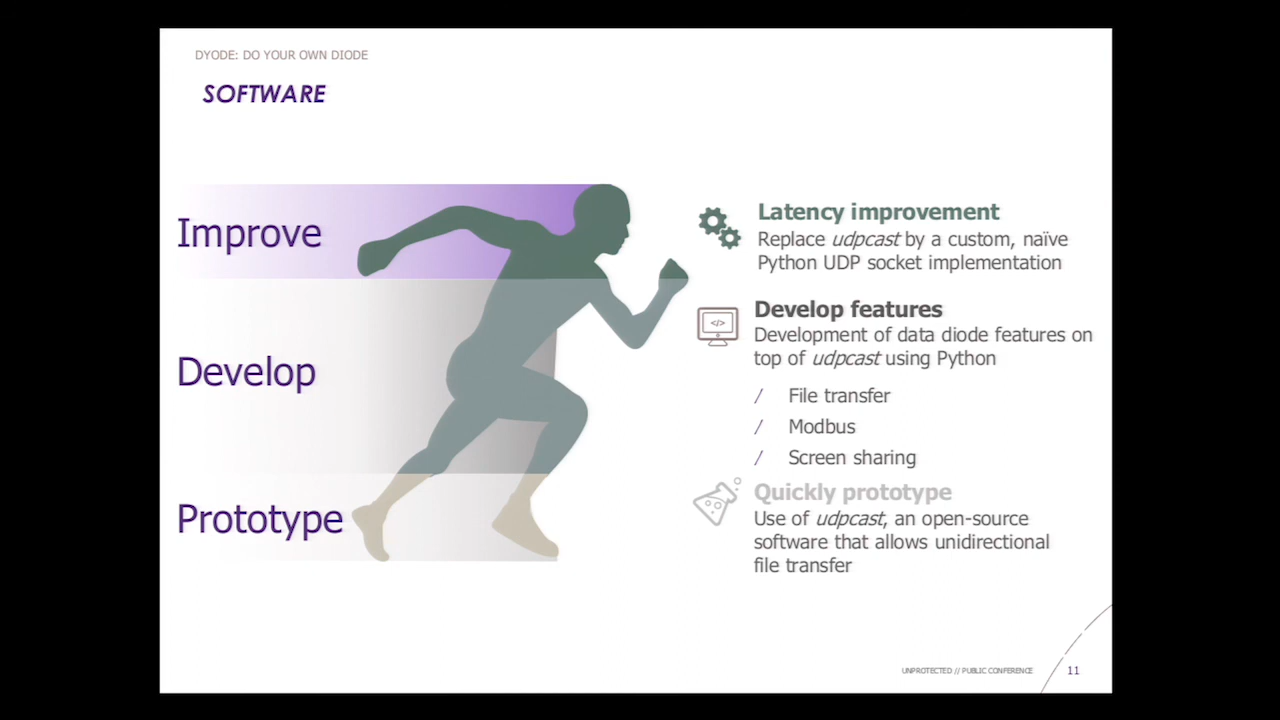 DYODE: DO YOUR OWN DIODE
SOFTWARE
Improve
Latency improvement
Replace udpcast by a custom, naïve
Python UDP socket implementation
Develop
Develop features
Development of data diode features on
top of udpcast using Python
/ File transfer
/ Modbus
/ Screen sharing
Prototype
Quickly prototype
Use of udpcast, an open-source
software that allows unidirectional
file transfer
UNPROTECTED // PUBLIC CONFERENCE
11